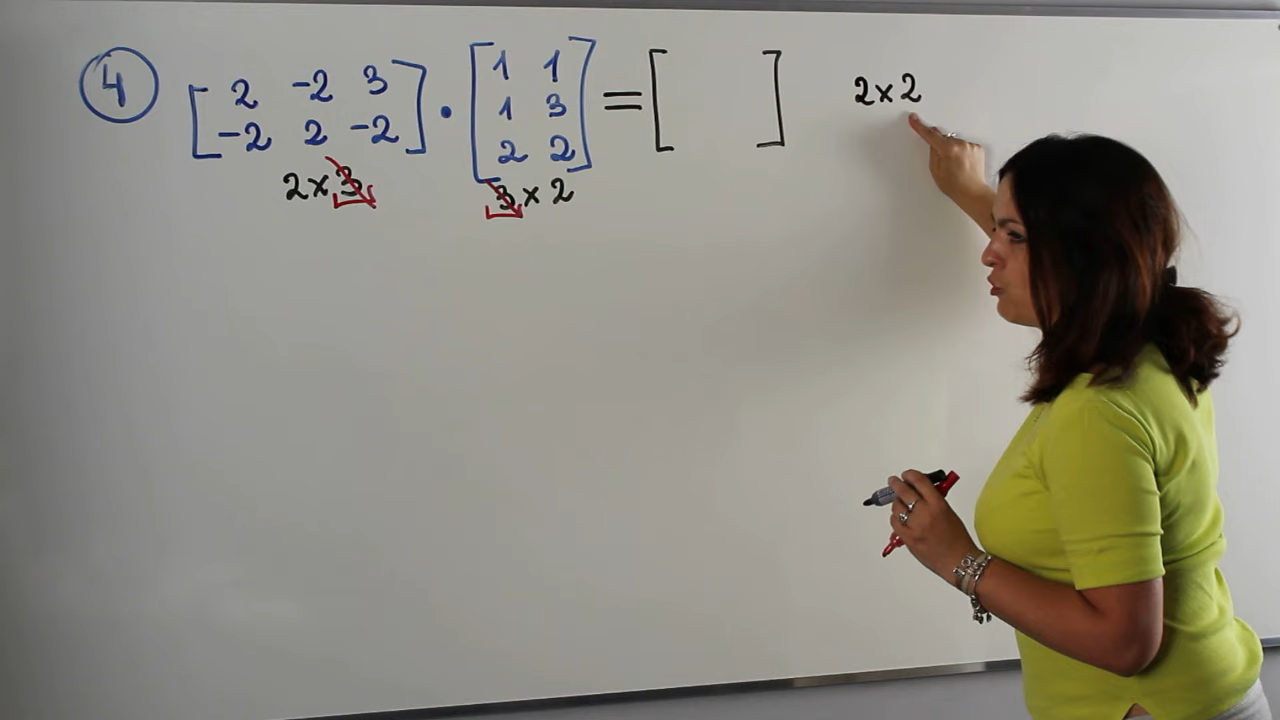 4 [2 -2 3 · [1 1 = [ ] 2x2
-2 2 -2] 1 3
2 2]
2x3 3x2